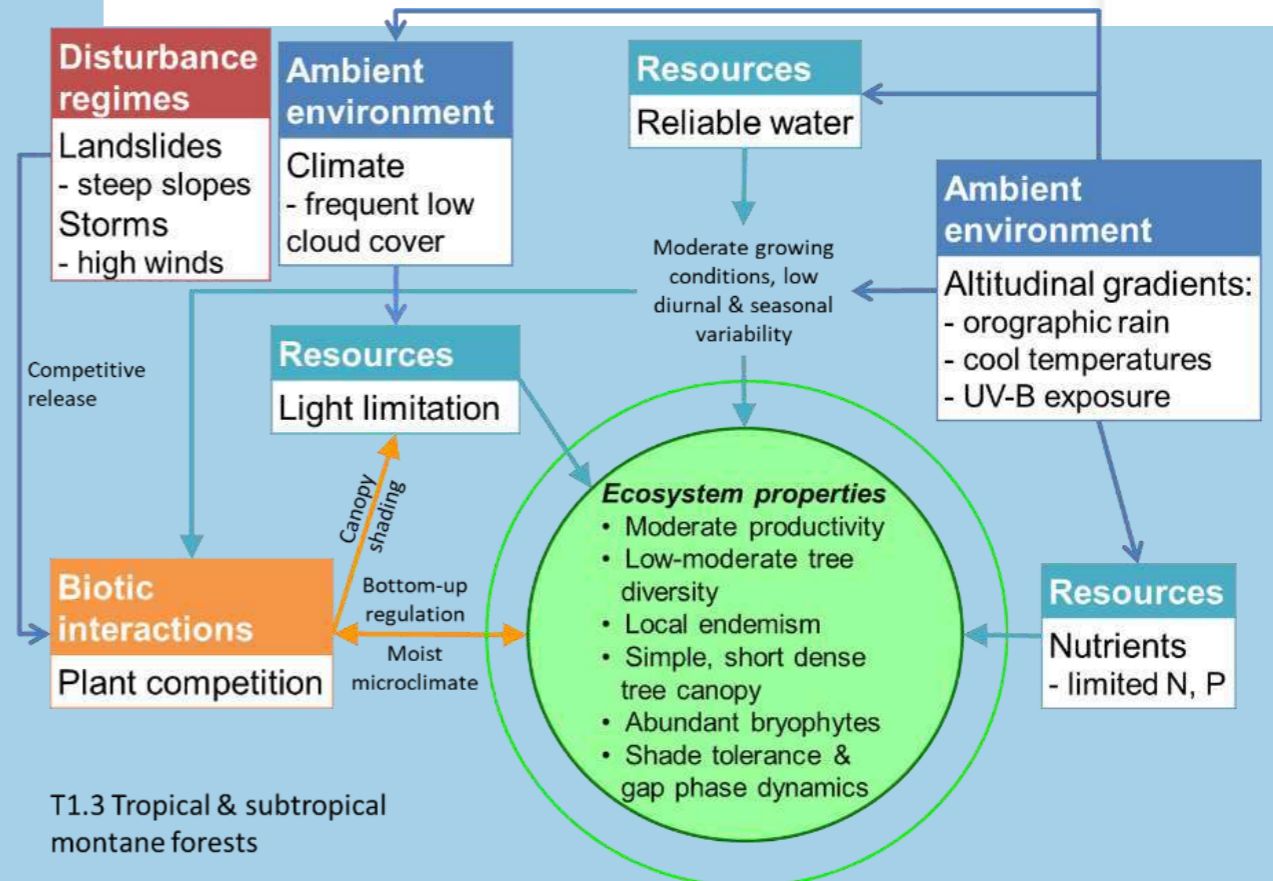 Disturbance
regimes
Landslides
- steep slopes
Storms
- high winds
Ambient
environment
Climate
- frequent low
cloud cover
Resources
Reliable water
Ambient
environment
Altitudinal gradients:
- orographic rain
- cool temperatures
- UV-B exposure
Moderate growing
conditions, low
diurnal & seasonal
variability
Competitive
release
Resources
Light limitation
Canopy
shading
Biotic
interactions
Plant competition
Bottom-up
regulation
Moist
microclimate
Ecosystem properties
• Moderate productivity
• Low-moderate tree
diversity
• Local endemism
• Simple, short dense
tree canopy
• Abundant bryophytes
• Shade tolerance &
gap phase dynamics
Resources
Nutrients
- limited N, P
T1.3 Tropical & subtropical
montane forests